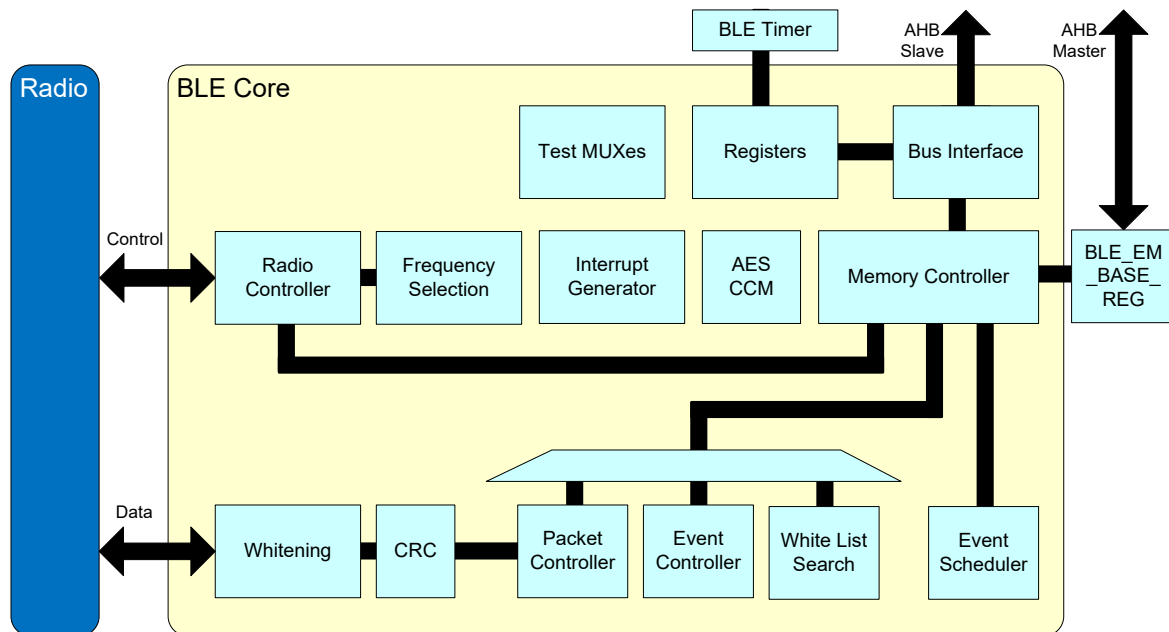 BLE Timer
AHB
Slave
AHB
Master
Radio
BLE Core
Test MUXes
Registers
Bus Interface
Control
Radio
Controller
Frequency
Selection
Interrupt
Generator
AES
CCM
Memory Controller
BLE_EM
_BASE_
REG
Data
Whitening
CRC
Packet
Controller
Event
Controller
White List
Search
Event
Scheduler